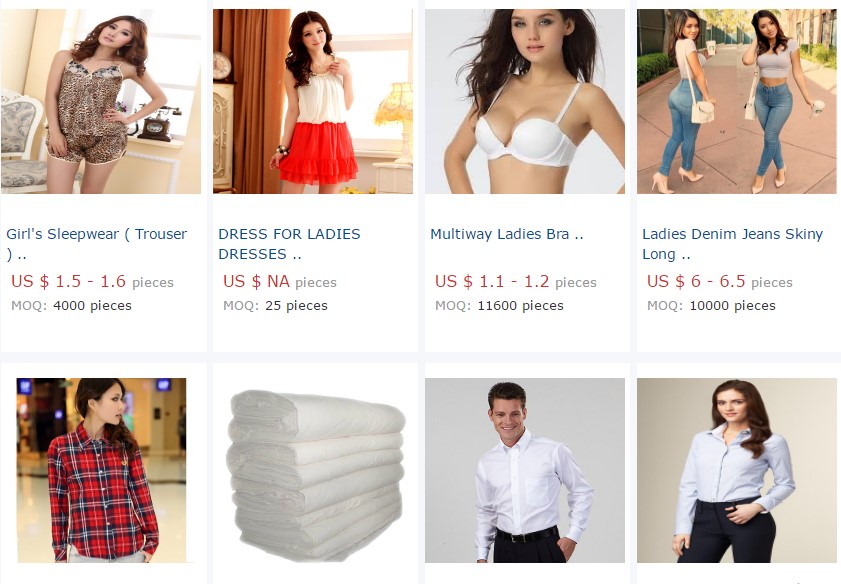 Girl's Sleepwear ( Trouser
) ..
US $ 1.5 - 1.6 pieces
MOQ: 4000 pieces
DRESS FOR LADIES
DRESSES ..
US $ NA pieces
MOQ: 25 pieces
Multiway Ladies Bra ..
US $ 1.1 - 1.2 pieces
MOQ: 11600 pieces
Ladies Denim Jeans Skiny
Long ..
US $ 6 - 6.5 pieces
MOQ: 10000 pieces